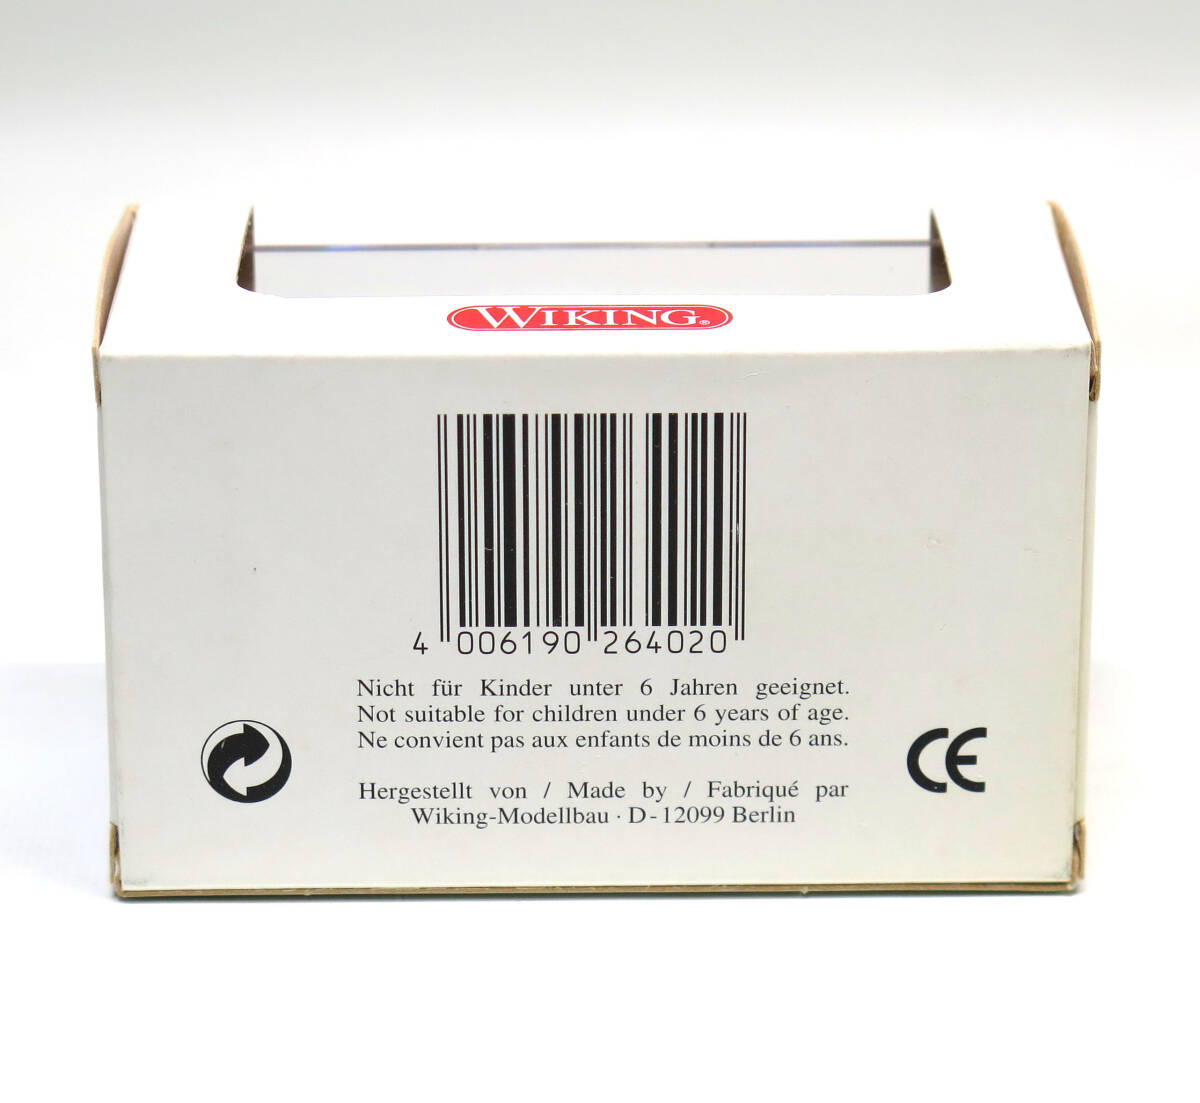 WIKING®
4 006190 264020
Nicht für Kinder unter 6 Jahren geeignet.
Not suitable for children under 6 years of age.
Ne convient pas aux enfants de moins de 6 ans.
CE
Hergestellt von / Made by / Fabriqué par
Wiking-Modellbau · D-12099 Berlin